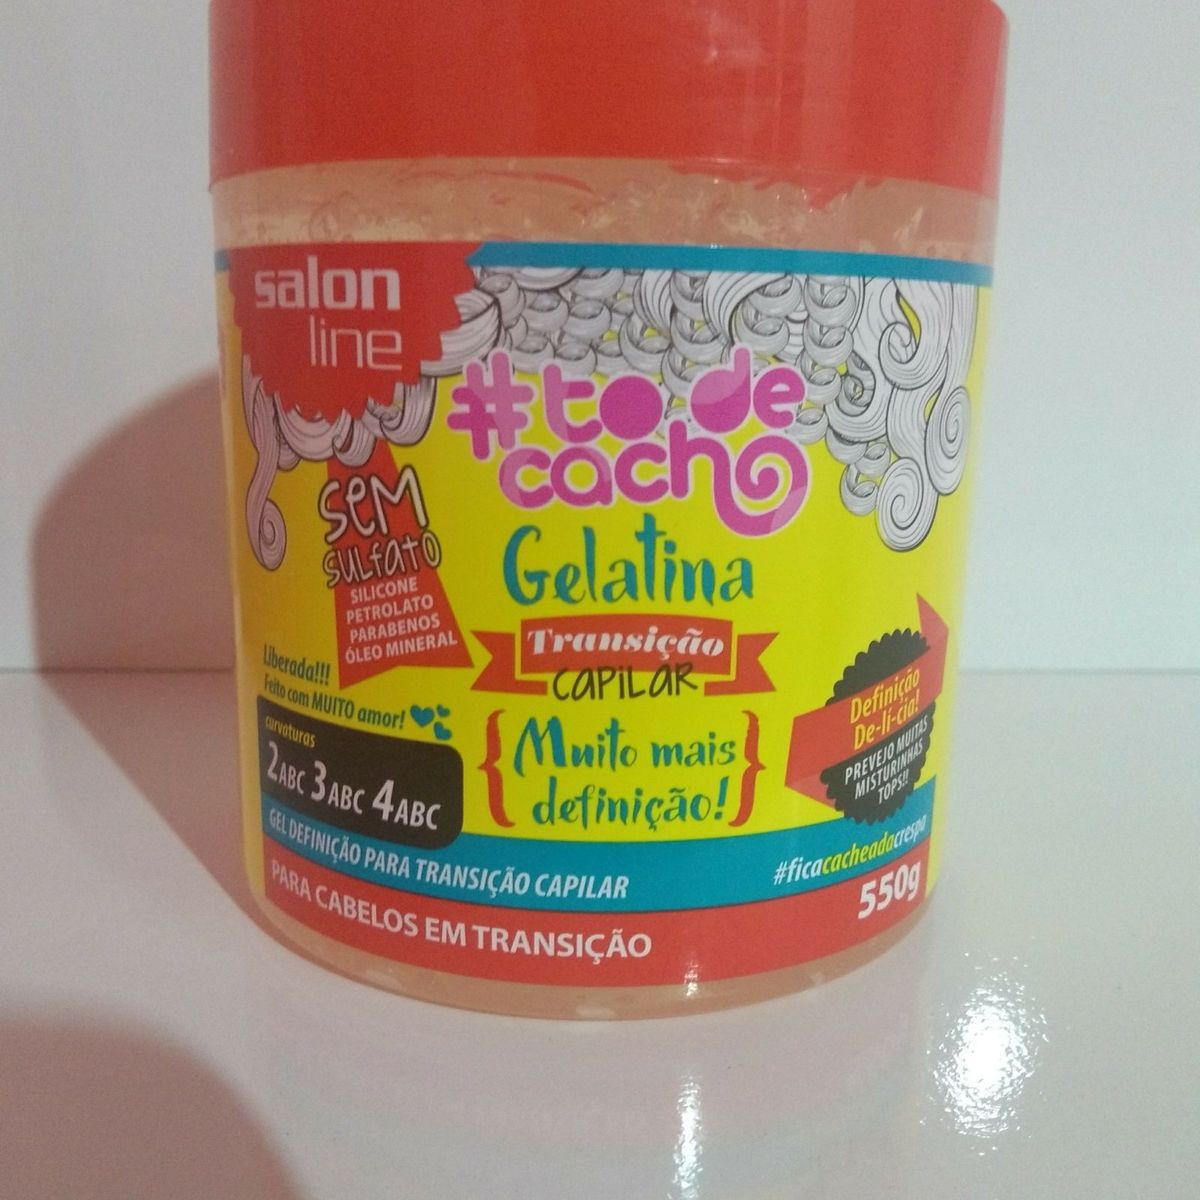 salon
line
#to de
cacho
SEM
SULFATO
SILICONE
PETROLATO
PARABENOS
ÓLEO MINERAL
Gelatina
Transição
CAPILAR
{Muito mais
definição!}
Liberada!!!
Feito com MUITO amor!
curvaturas
2ABC 3ABC 4ABC
Definição
De-lí-cia!
PREVEJO MUITAS
MISTURINHAS
TOPS!!
GEL DEFINIÇÃO PARA TRANSIÇÃO CAPILAR
#ficacacheadacrespa
PARA CABELOS EM TRANSIÇÃO
550g